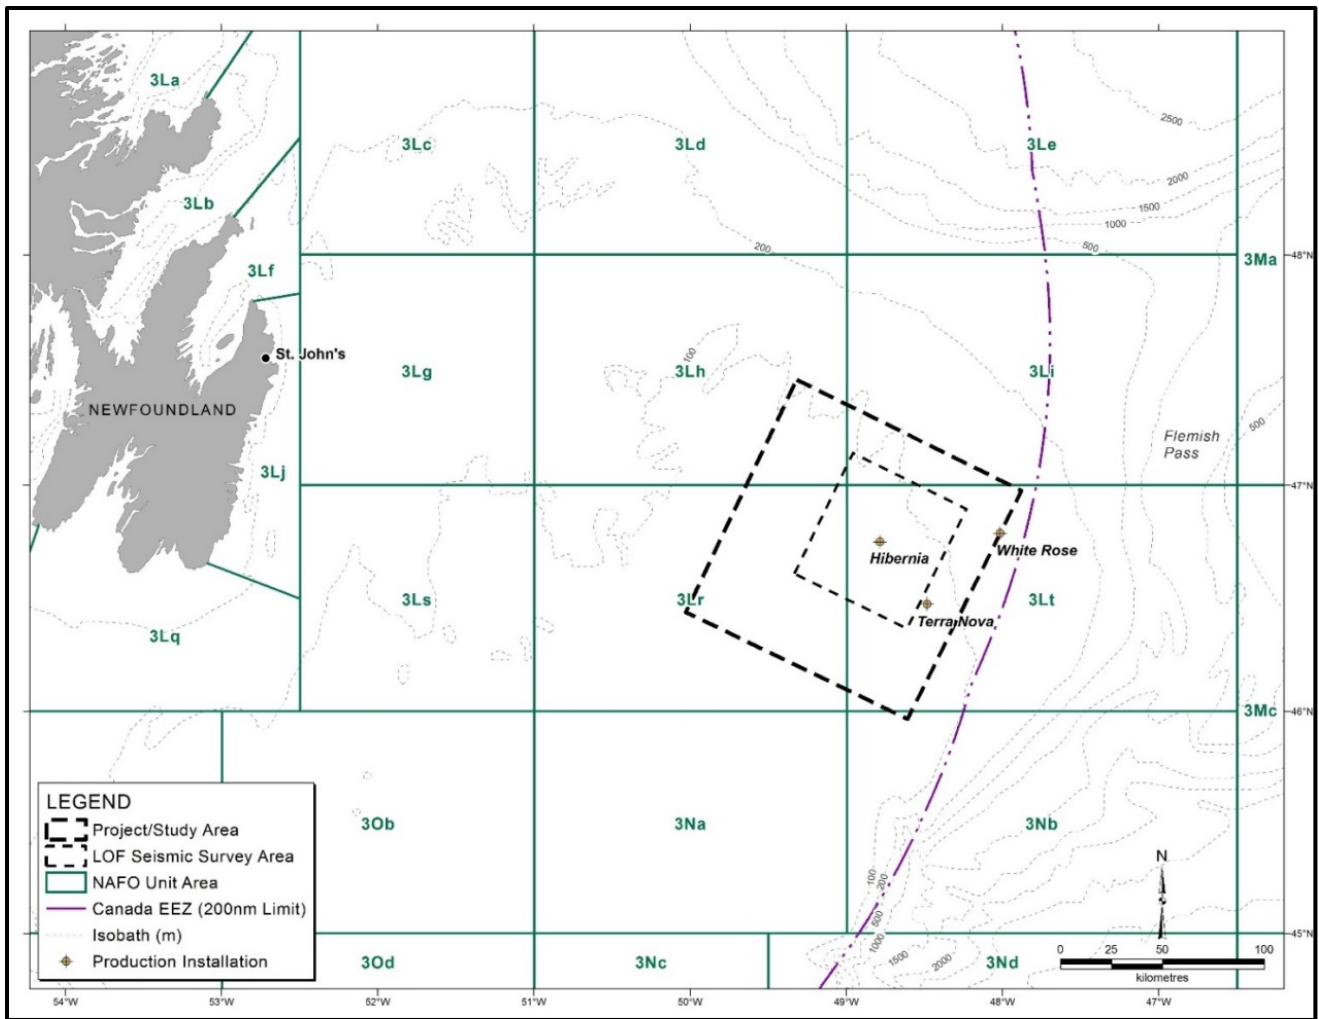 3La
3Lc
3Ld
3Le
2500
2000
1500
1000
500
3Lb
200
48°N
3Ma
3Lf
St. John's
100
3Lg
3Lh
3Li
NEWFOUNDLAND
Flemish
Pass
500
3Lj
47°N
Hibernia
White Rose
3Ls
3Lr
3Lt
Terra Nova
3Lq
46°N
3Mc
LEGEND
Project/Study Area
LOF Seismic Survey Area
NAFO Unit Area
Canada EEZ (200nm Limit)
Isobath (m)
Production Installation
3Ob
3Na
3Nb
N
100
200
500
1000
1500
2000
45°N
3Od
3Nc
3Nd
0 25 50 100
kilometres
54°W 53°W 52°W 51°W 50°W 49°W 48°W 47°W